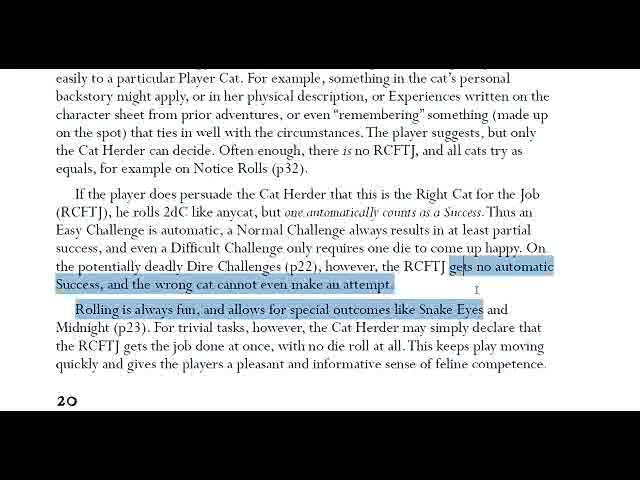 easily to a particular Player Cat. For example, something in the cat's personal
backstory might apply, or in her physical description, or Experiences written on the
character sheet from prior adventures, or even “remembering” something (made up
on the spot) that ties in well with the circumstances. The player suggests, but only
the Cat Herder can decide. Often enough, there is no RCFTJ, and all cats try as
equals, for example on Notice Rolls (p32).
If the player does persuade the Cat Herder that this is the Right Cat for the Job
(RCFTJ), he rolls 2dC like anycat, but one automatically counts as a Success. Thus an
Easy Challenge is automatic, a Normal Challenge always results in at least partial
success, and even a Difficult Challenge only requires one die to come up happy. On
the potentially deadly Dire Challenges (p22), however, the RCFTJ gets no automatic
Success, and the wrong cat cannot even make an attempt.
Rolling is always fun, and allows for special outcomes like Snake Eyes and
Midnight (p23). For trivial tasks, however, the Cat Herder may simply declare that
the RCFTJ gets the job done at once, with no die roll at all. This keeps play moving
quickly and gives the players a pleasant and informative sense of feline competence.
20